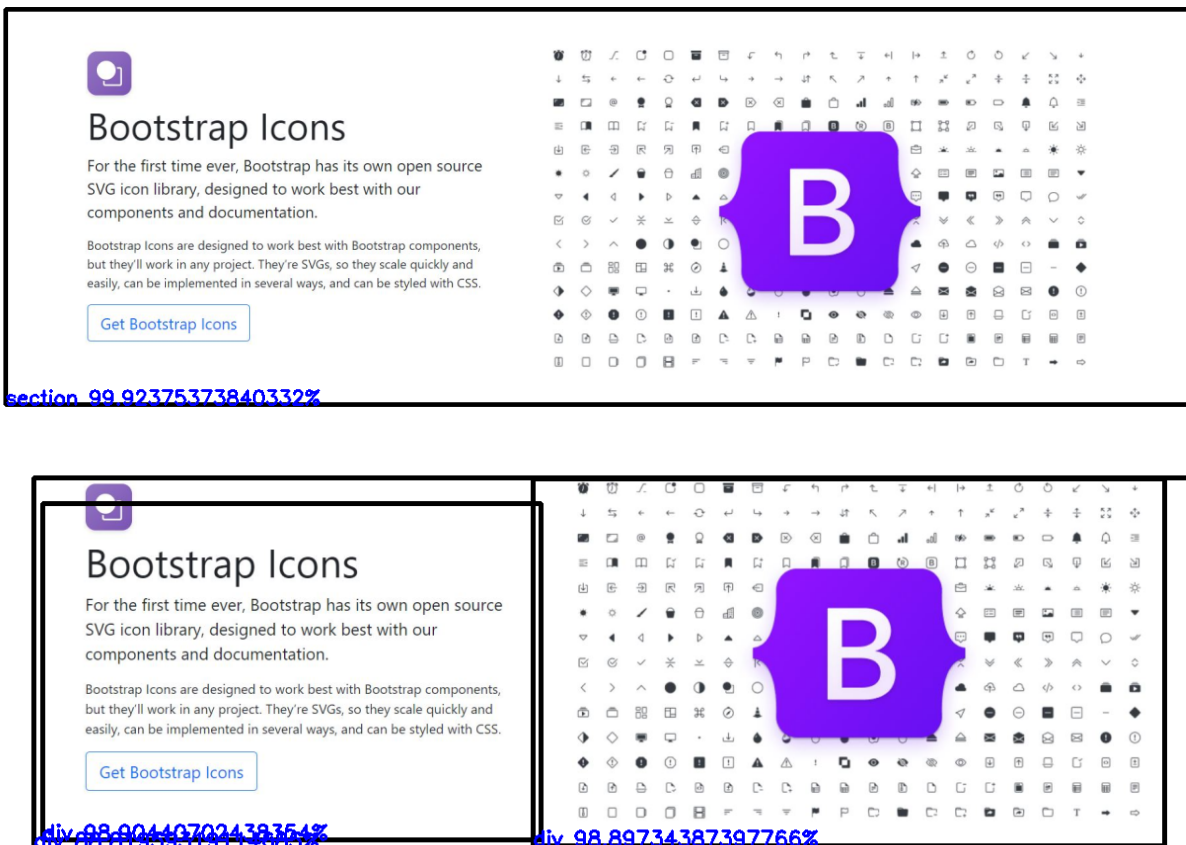 Bootstrap Icons
For the first time ever, Bootstrap has its own open source
SVG icon library, designed to work best with our
components and documentation.
Bootstrap Icons are designed to work best with Bootstrap components,
but they'll work in any project. They're SVGs, so they scale quickly and
easily, can be implemented in several ways, and can be styled with CSS.
Get Bootstrap Icons
B
section 99.92375373840332%
Bootstrap Icons
For the first time ever, Bootstrap has its own open source
SVG icon library, designed to work best with our
components and documentation.
Bootstrap Icons are designed to work best with Bootstrap components,
but they'll work in any project. They're SVGs, so they scale quickly and
easily, can be implemented in several ways, and can be styled with CSS.
Get Bootstrap Icons
B
div 98.90440702438354%
div 98.897343873977­66%